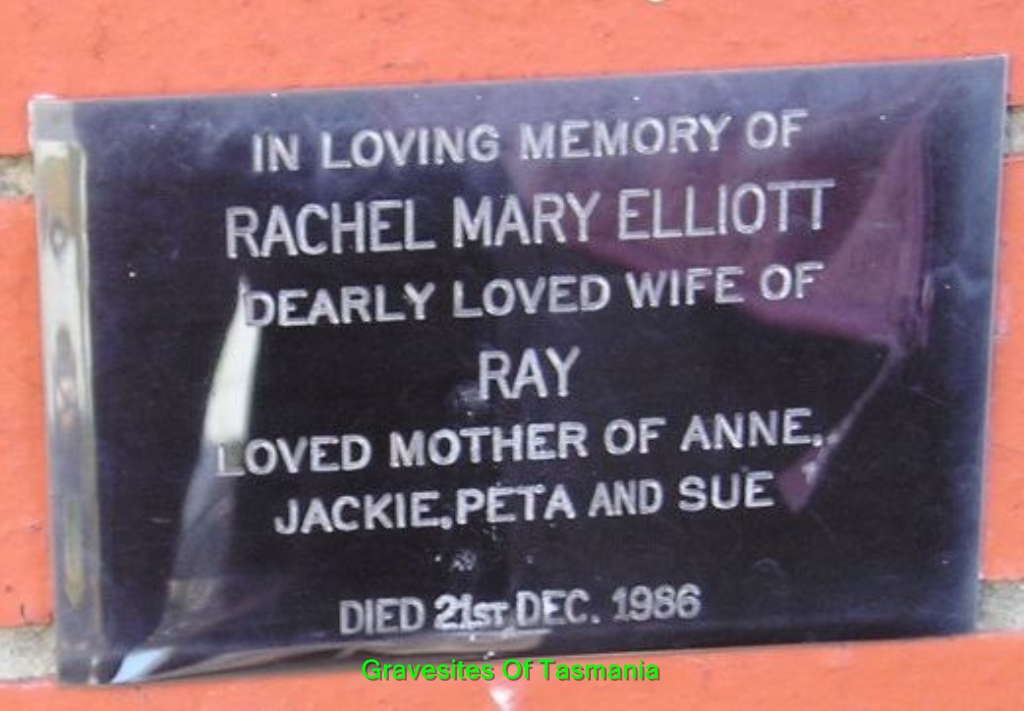 IN LOVING MEMORY OF
RACHEL MARY ELLIOTT
DEARLY LOVED WIFE OF
RAY
LOVED MOTHER OF ANNE,
JACKIE, PETA AND SUE
DIED 21ST DEC. 1986
Gravesites Of Tasmania